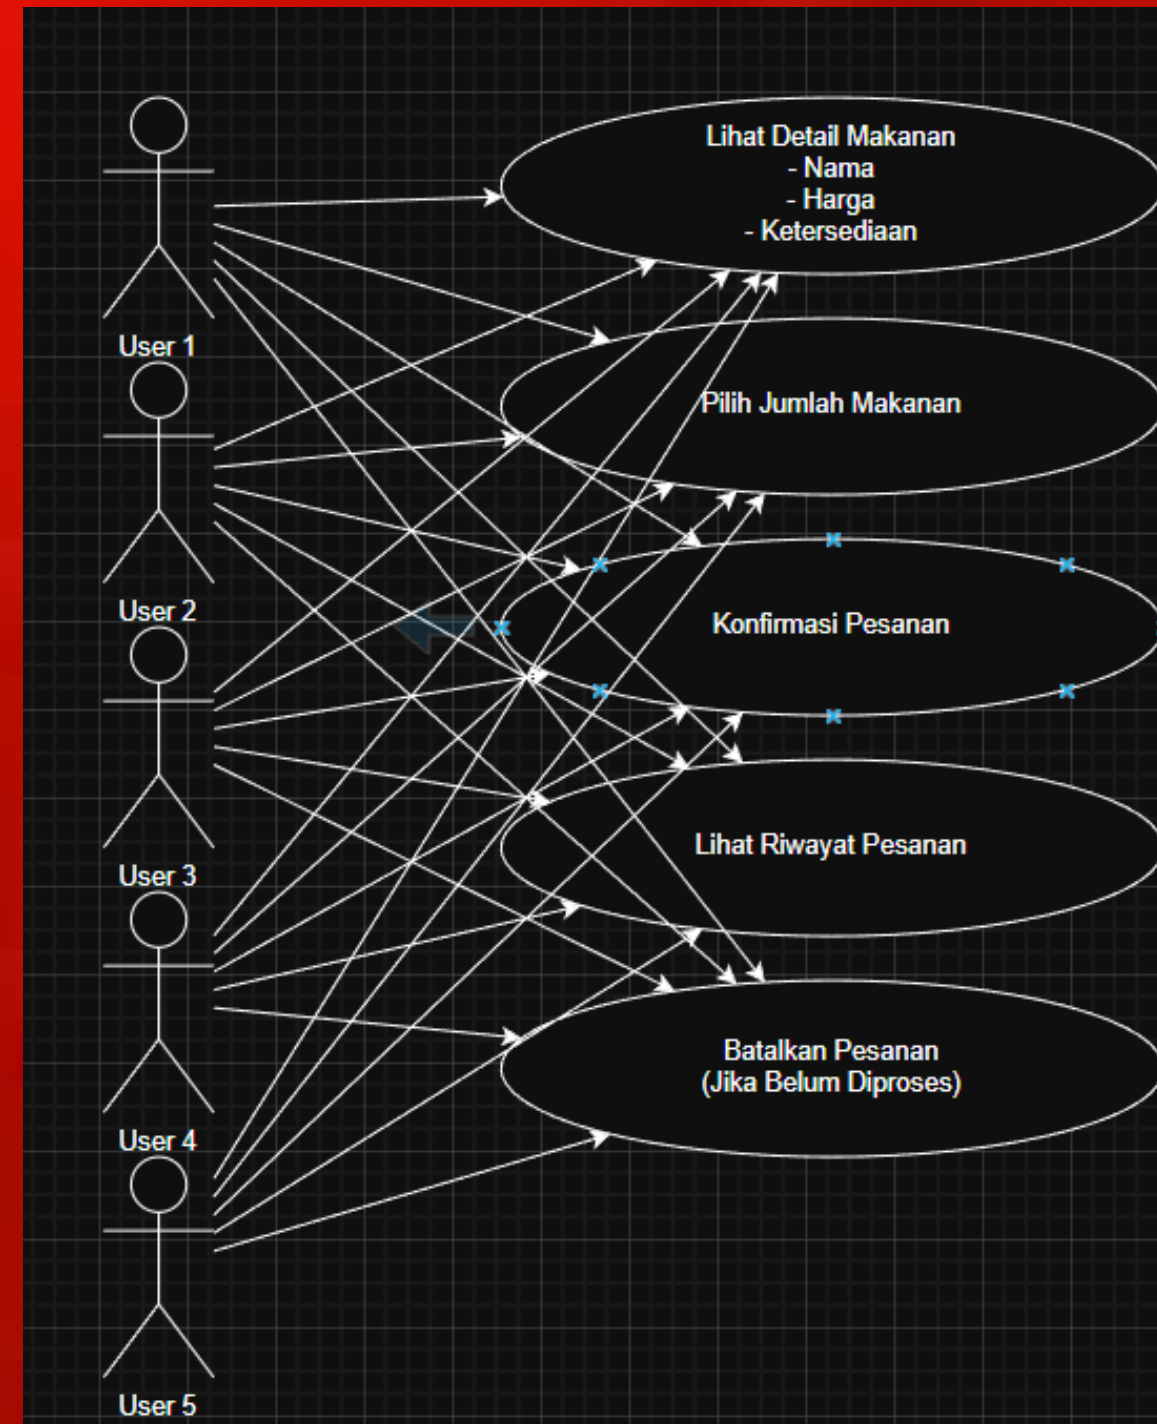 Lihat Detail Makanan
- Nama
- Harga
- Ketersediaan
User 1
Pilih Jumlah Makanan
User 2
Konfirmasi Pesanan
Lihat Riwayat Pesanan
User 3
Batalkan Pesanan
(Jika Belum Diproses)
User 4
User 5